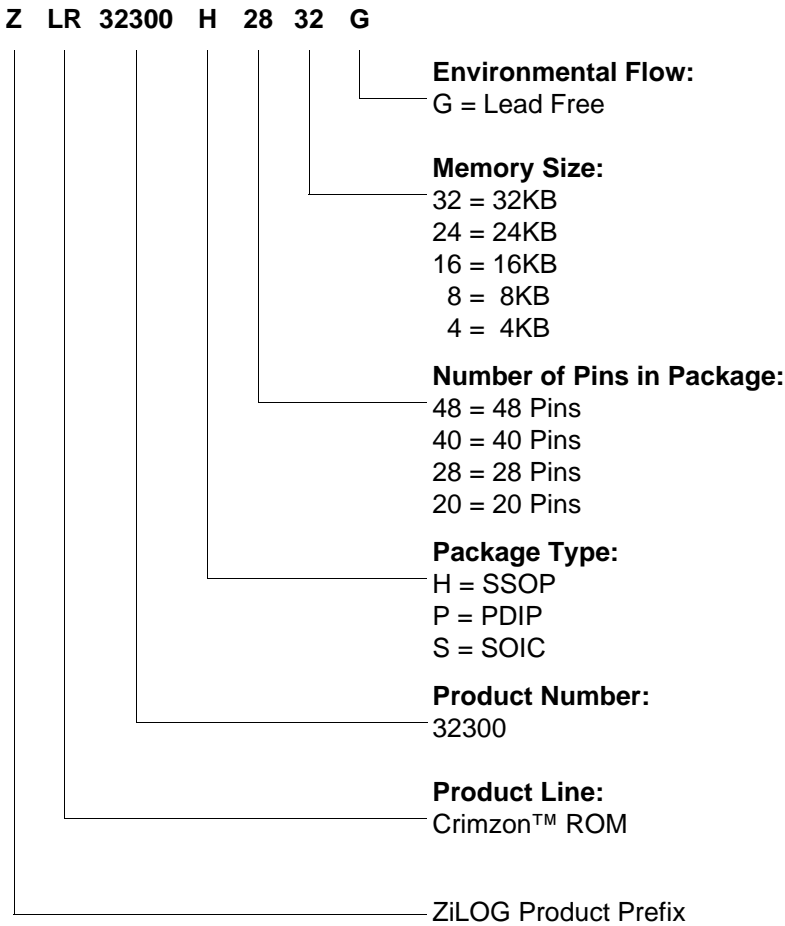 Z LR 32300 H 28 32 G
Environmental Flow:
G = Lead Free
Memory Size:
32 = 32KB
24 = 24KB
16 = 16KB
8 = 8KB
4 = 4KB
Number of Pins in Package:
48 = 48 Pins
40 = 40 Pins
28 = 28 Pins
20 = 20 Pins
Package Type:
H = SSOP
P = PDIP
S = SOIC
Product Number:
32300
Product Line:
Crimzon™ ROM
ZiLOG Product Prefix